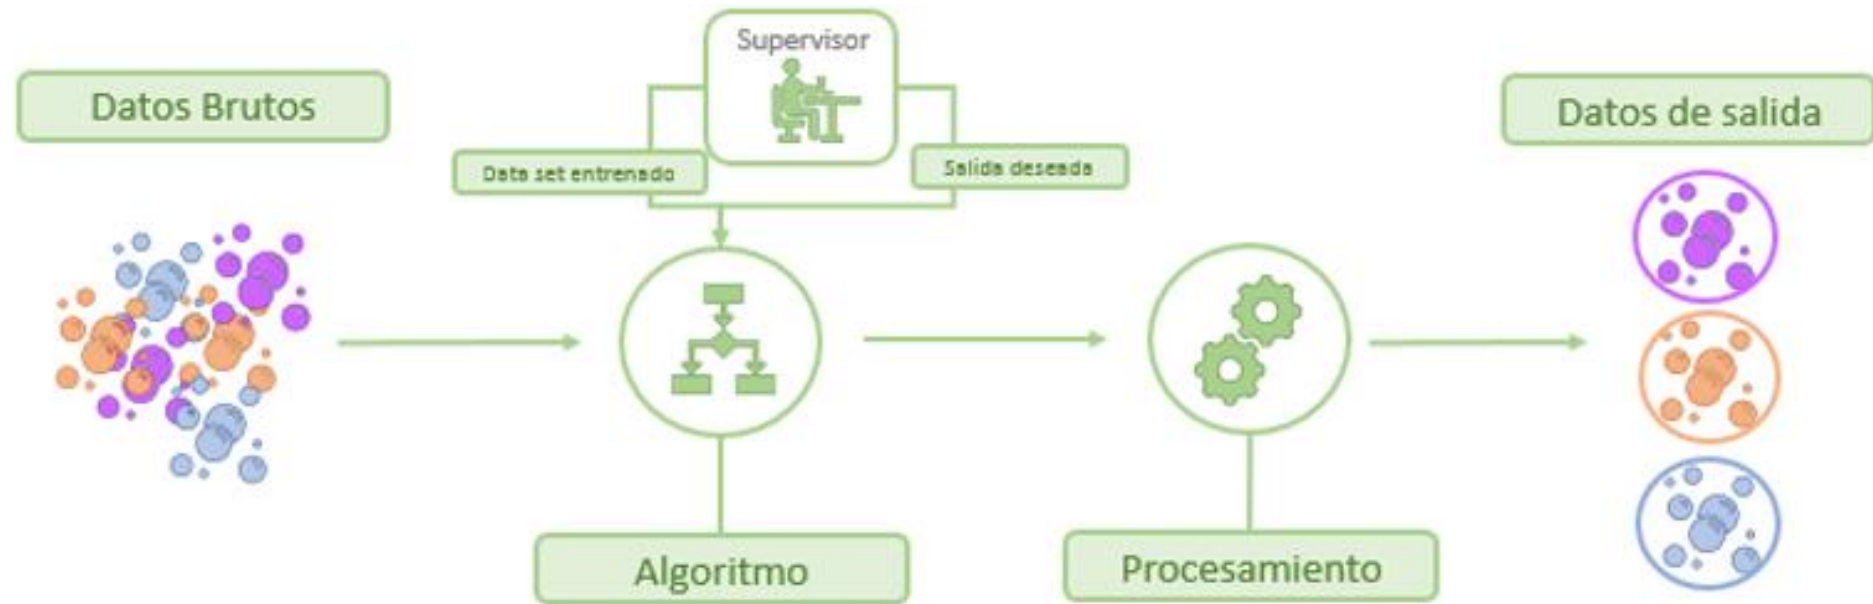 Supervisor
Datos Brutos
Datos de salida
Data set entrenado
Salida deseada
Algoritmo
Procesamiento